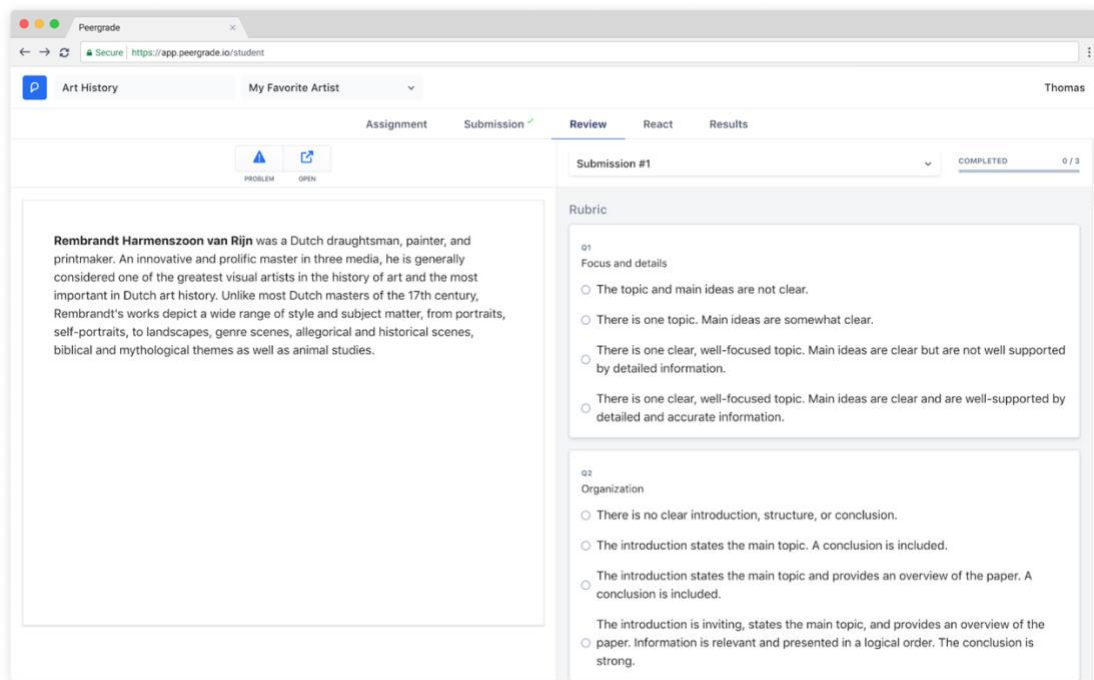 Peergrade
Secure https://app.peergrade.io/student
Art History
My Favorite Artist
Thomas
Assignment
Submission
Review
React
Results
PROBLEM
OPEN
Submission #1
COMPLETED
0 / 3
Rembrandt Harmenszoon van Rijn was a Dutch draughtsman, painter, and
printmaker. An innovative and prolific master in three media, he is generally
considered one of the greatest visual artists in the history of art and the most
important in Dutch art history. Unlike most Dutch masters of the 17th century,
Rembrandt's works depict a wide range of style and subject matter, from portraits,
self-portraits, to landscapes, genre scenes, allegorical and historical scenes,
biblical and mythological themes as well as animal studies.
Rubric
Q1
Focus and details
The topic and main ideas are not clear.
There is one topic. Main ideas are somewhat clear.
There is one clear, well-focused topic. Main ideas are clear but are not well supported
by detailed information.
There is one clear, well-focused topic. Main ideas are clear and are well-supported by
detailed and accurate information.
Q2
Organization
There is no clear introduction, structure, or conclusion.
The introduction states the main topic. A conclusion is included.
The introduction states the main topic and provides an overview of the paper. A
conclusion is included.
The introduction is inviting, states the main topic, and provides an overview of the
paper. Information is relevant and presented in a logical order. The conclusion is
strong.